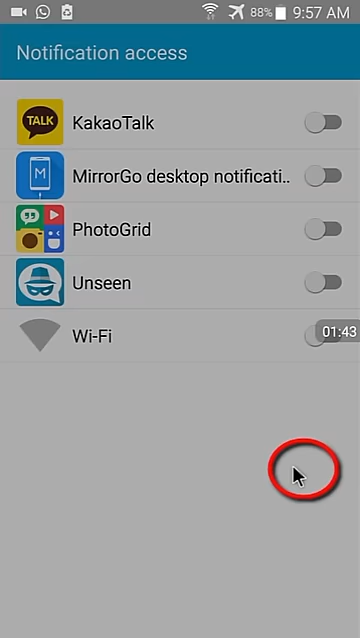 88% 9:57 AM
Notification access
TALK KakaoTalk
M MirrorGo desktop notificati..
PhotoGrid
Unseen
Wi-Fi
01:43